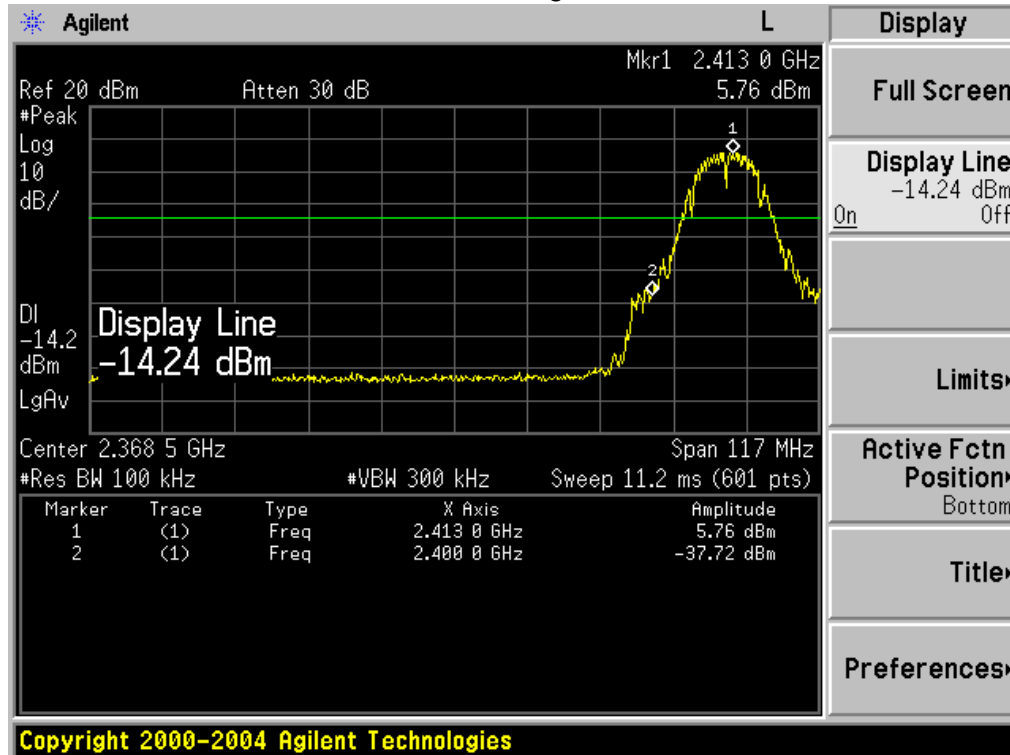 Agilent L Display
Mkr1 2.413 0 GHz
Ref 20 dBm Atten 30 dB 5.76 dBm
#Peak
Log
10
dB/
1
2
DI
-14.2
dBm
LgAv
Display Line
-14.24 dBm
Center 2.368 5 GHz Span 117 MHz
#Res BW 100 kHz #VBW 300 kHz Sweep 11.2 ms (601 pts)
Marker Trace Type X Axis Amplitude
1 (1) Freq 2.413 0 GHz 5.76 dBm
2 (1) Freq 2.400 0 GHz -37.72 dBm
Full Screen
Display Line
-14.24 dBm
On Off
Limits
Active Fctn
Position
Bottom
Title
Preferences
Copyright 2000-2004 Agilent Technologies